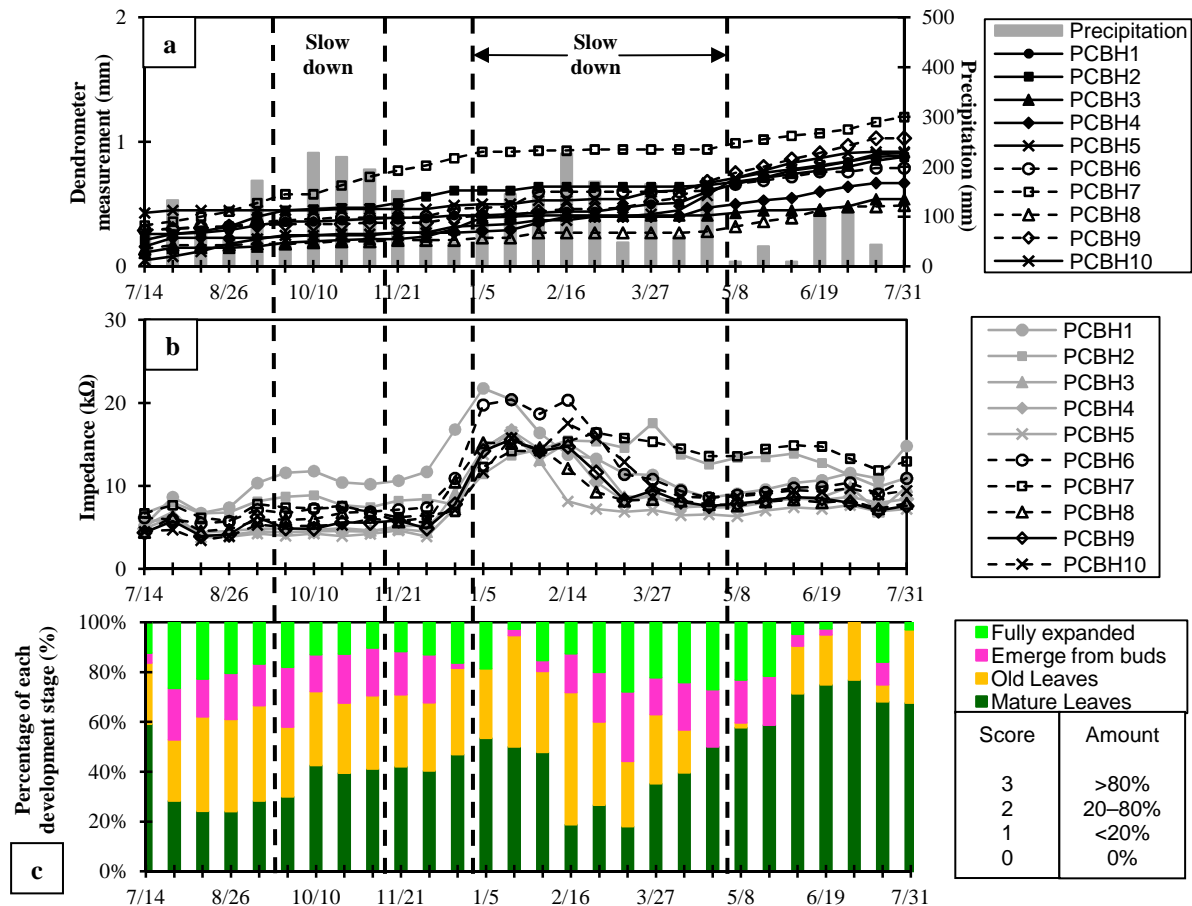 a
Dendrometer
measurement (mm)
2
1
0
Slow
down
Slow
down
500
400
300
200
100
0
Precipitation (mm)
7/14 8/26 10/10 11/21 1/5 2/16 3/27 5/8 6/19 7/31
Precipitation
PCBH1
PCBH2
PCBH3
PCBH4
PCBH5
PCBH6
PCBH7
PCBH8
PCBH9
PCBH10
b
Impedance (kΩ)
30
20
10
0
7/14 8/26 10/10 11/21 1/5 2/14 3/27 5/8 6/19 7/31
PCBH1
PCBH2
PCBH3
PCBH4
PCBH5
PCBH6
PCBH7
PCBH8
PCBH9
PCBH10
c
Percentage of each
development stage (%)
100%
80%
60%
40%
20%
0%
7/14 8/26 10/10 11/21 1/5 2/16 3/27 5/8 6/19 7/31
Fully expanded
Emerge from buds
Old Leaves
Mature Leaves
Score Amount
3 >80%
2 20–80%
1 <20%
0 0%